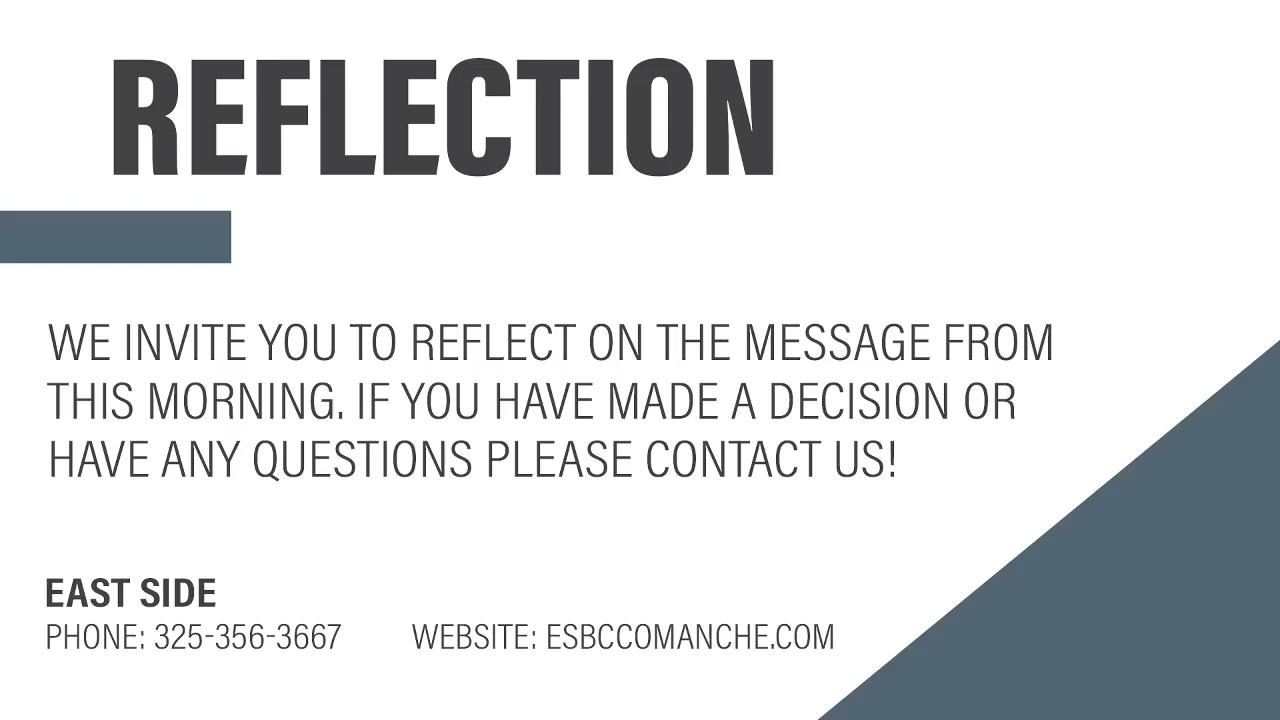 REFLECTION
WE INVITE YOU TO REFLECT ON THE MESSAGE FROM
THIS MORNING. IF YOU HAVE MADE A DECISION OR
HAVE ANY QUESTIONS PLEASE CONTACT US!
EAST SIDE
PHONE: 325-356-3667 WEBSITE: ESBCCOMANCHE.COM